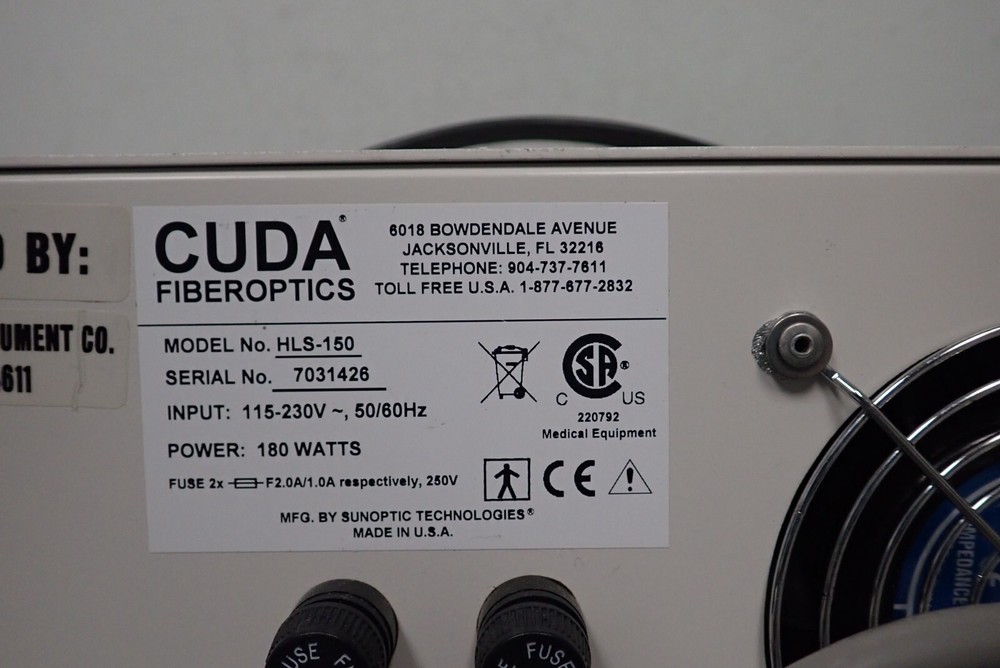 BY:
CO.
611
CUDA®
FIBEROPTICS
6018 BOWDENDALE AVENUE
JACKSONVILLE, FL 32216
TELEPHONE: 904-737-7611
TOLL FREE U.S.A. 1-877-677-2832
MODEL No. HLS-150
SERIAL No. 7031426
INPUT: 115-230V ~, 50/60Hz
POWER: 180 WATTS
FUSE 2x F2.0A/1.0A respectively, 250V
CSA®
C US
220792
Medical Equipment
CE
MFG. BY SUNOPTIC TECHNOLOGIES®
MADE IN U.S.A.
FUSE
IMPEDANCE